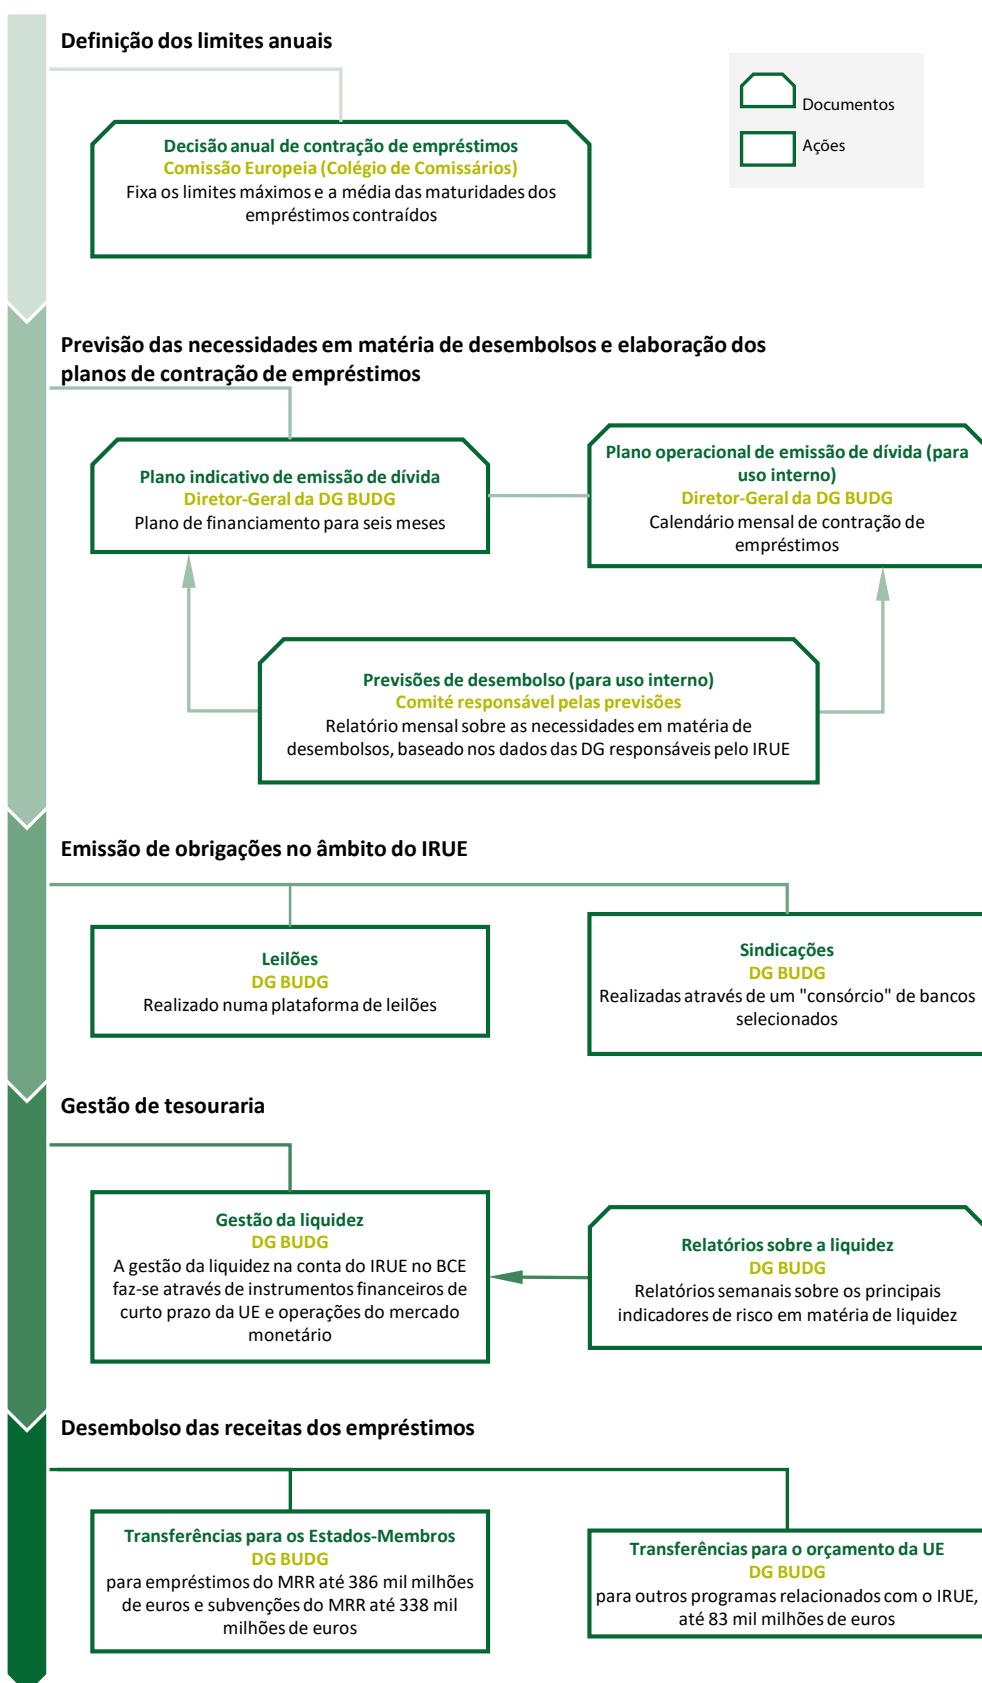 Definição dos limites anuais
Documentos
Ações
Decisão anual de contração de empréstimos
Comissão Europeia (Colégio de Comissários)
Fixa os limites máximos e a média das maturidades dos
empréstimos contraídos
Previsão das necessidades em matéria de desembolsos e elaboração dos
planos de contração de empréstimos
Plano indicativo de emissão de dívida
Diretor-Geral da DG BUDG
Plano de financiamento para seis meses
Plano operacional de emissão de dívida (para
uso interno)
Diretor-Geral da DG BUDG
Calendário mensal de contração de
empréstimos
Previsões de desembolso (para uso interno)
Comité responsável pelas previsões
Relatório mensal sobre as necessidades em matéria de
desembolsos, baseado nos dados das DG responsáveis pelo IRUE
Emissão de obrigações no âmbito do IRUE
Leilões
DG BUDG
Realizado numa plataforma de leilões
Sindicações
DG BUDG
Realizadas através de um "consórcio" de bancos
selecionados
Gestão de tesouraria
Gestão da liquidez
DG BUDG
A gestão da liquidez na conta do IRUE no BCE
faz-se através de instrumentos financeiros de
curto prazo da UE e operações do mercado
monetário
Relatórios sobre a liquidez
DG BUDG
Relatórios semanais sobre os principais
indicadores de risco em matéria de liquidez
Desembolso das receitas dos empréstimos
Transferências para os Estados-Membros
DG BUDG
para empréstimos do MRR até 386 mil milhões
de euros e subvenções do MRR até 338 mil
milhões de euros
Transferências para o orçamento da UE
DG BUDG
para outros programas relacionados com o IRUE,
até 83 mil milhões de euros